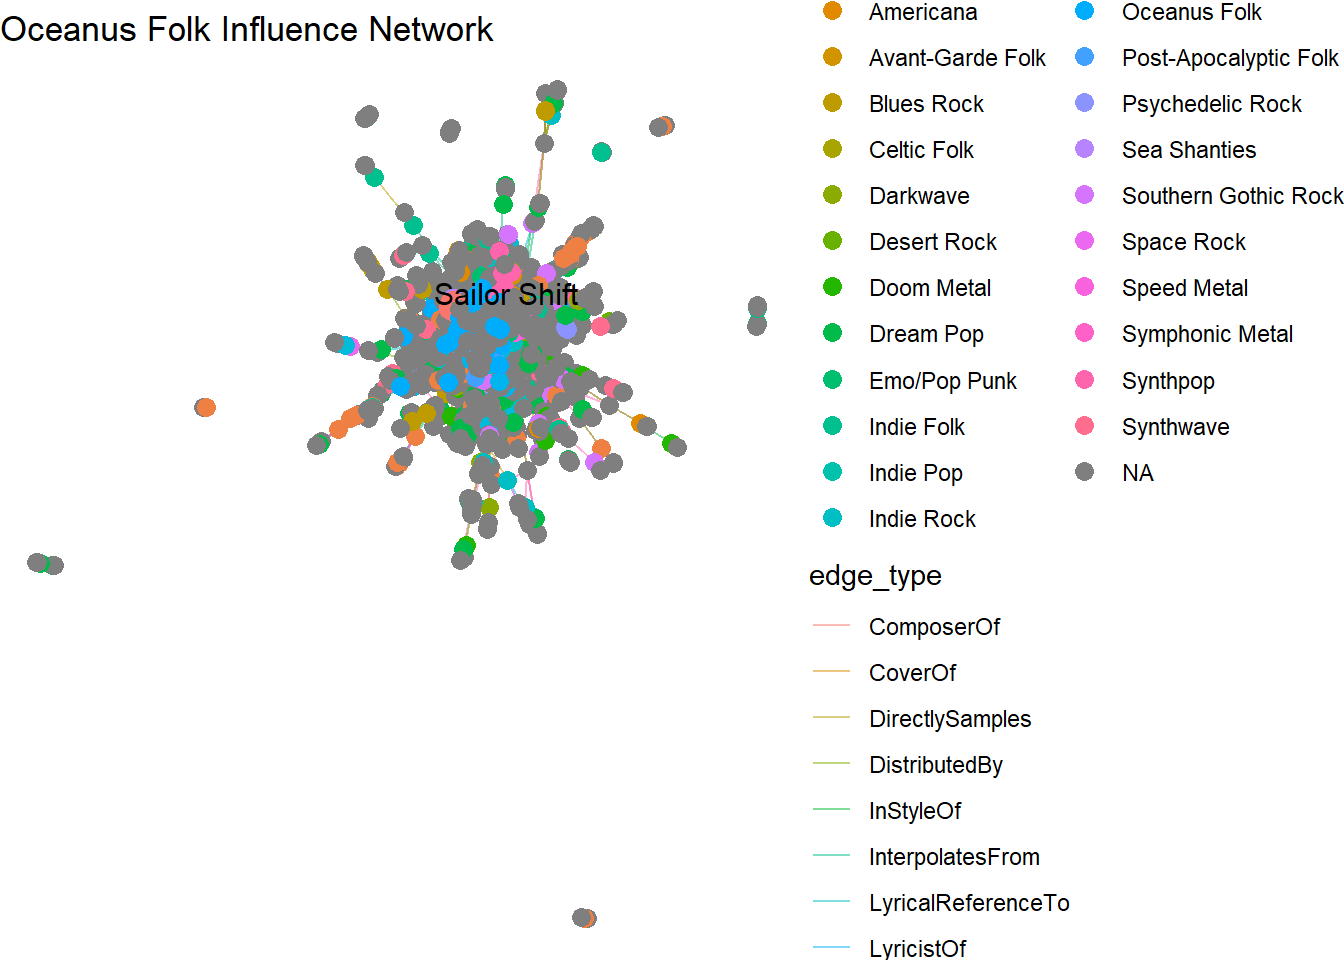 Oceanus Folk Influence Network
Sailor Shift
Americana
Avant-Garde Folk
Blues Rock
Celtic Folk
Darkwave
Desert Rock
Doom Metal
Dream Pop
Emo/Pop Punk
Indie Folk
Indie Pop
Indie Rock
Oceanus Folk
Post-Apocalyptic Folk
Psychedelic Rock
Sea Shanties
Southern Gothic Rock
Space Rock
Speed Metal
Symphonic Metal
Synthpop
Synthwave
NA
edge_type
ComposerOf
CoverOf
DirectlySamples
DistributedBy
InStyleOf
InterpolatesFrom
LyricalReferenceTo
LyricistOf